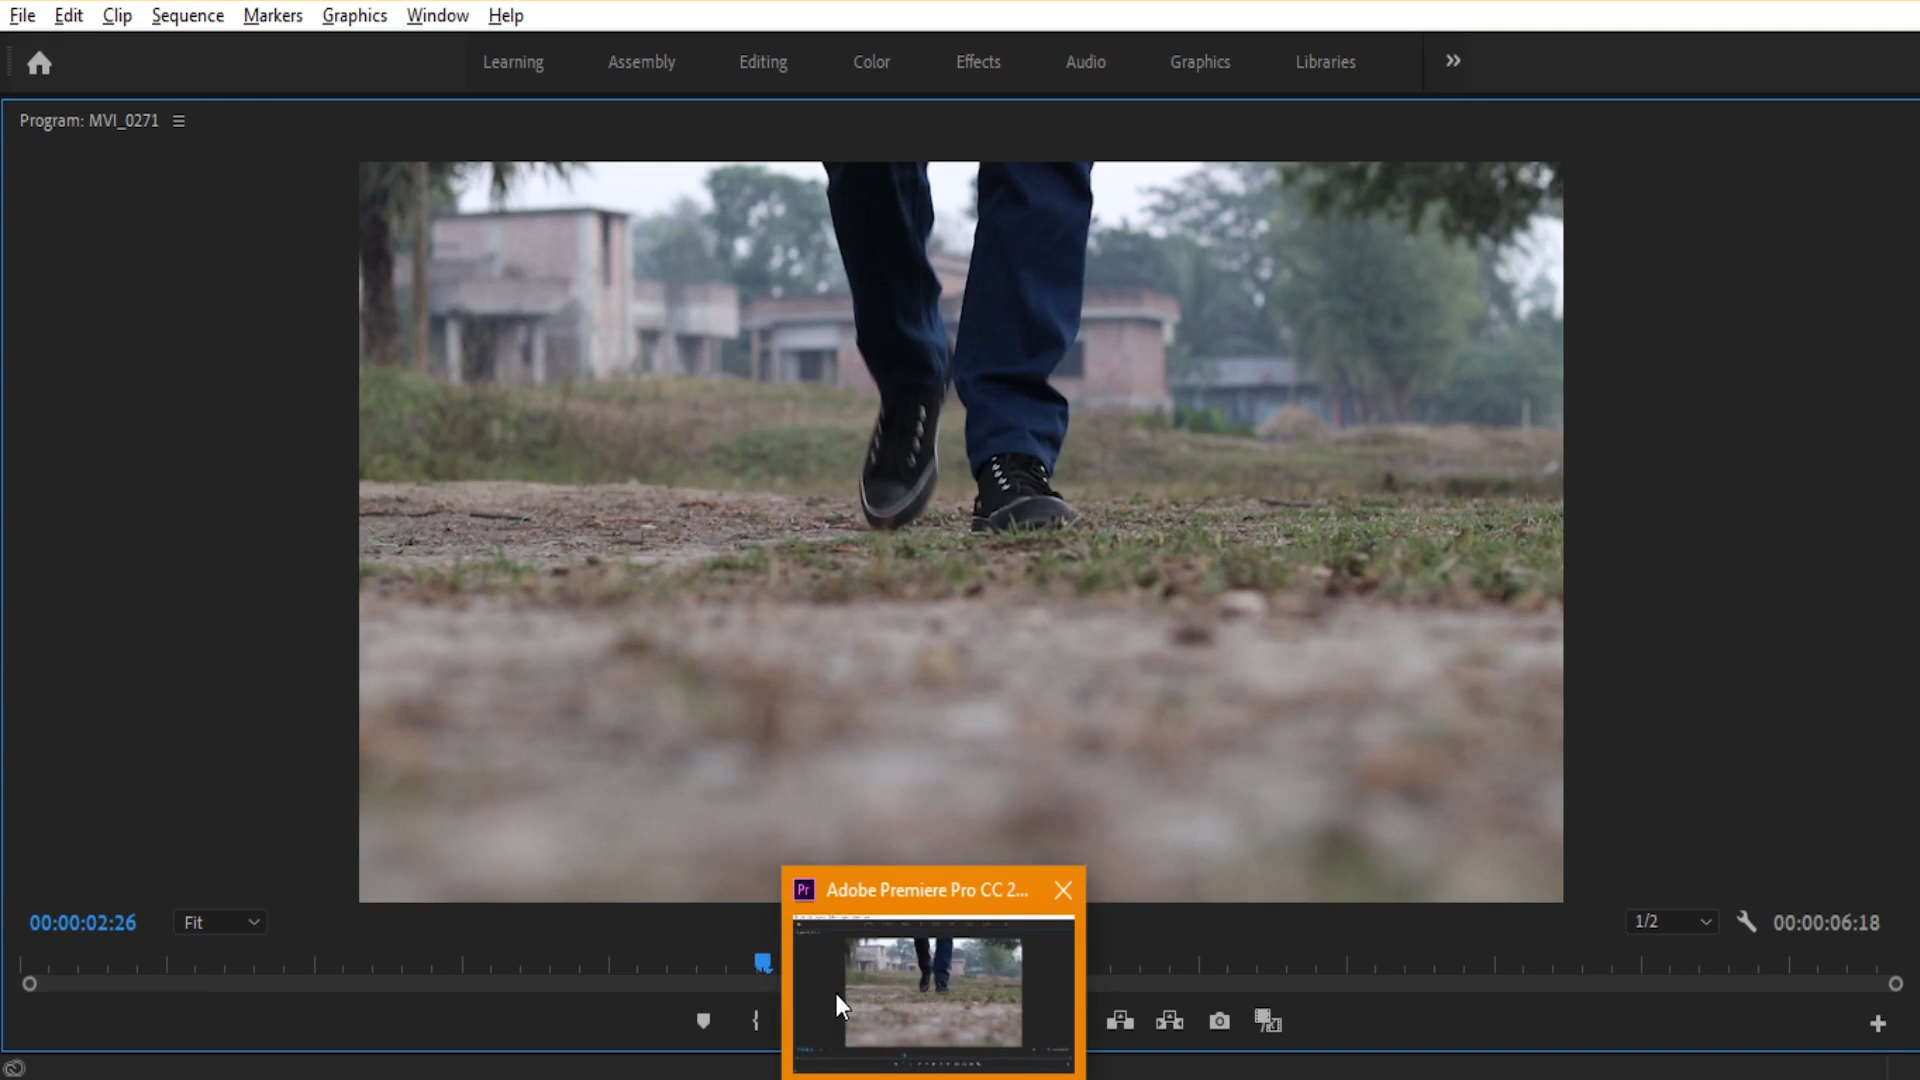 File Edit Clip Sequence Markers Graphics Window Help
Learning Assembly Editing Color Effects Audio Graphics Libraries
Program: MVI_0271
Pr Adobe Premiere Pro CC 2...
00:00:02:26 Fit 1/2 00:00:06:18